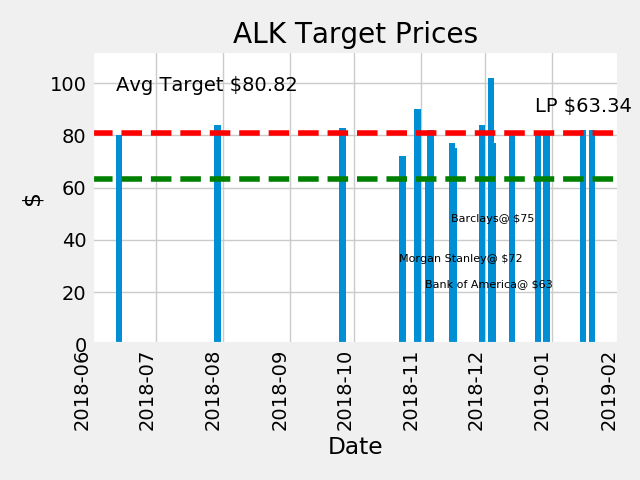 ALK Target Prices
Avg Target $80.82
LP $63.34
Barclays@ $75
Morgan Stanley@ $72
Bank of America@ $63
$
100
80
60
40
20
0
2018-06
2018-07
2018-08
2018-09
2018-10
2018-11
2018-12
2019-01
2019-02
Date